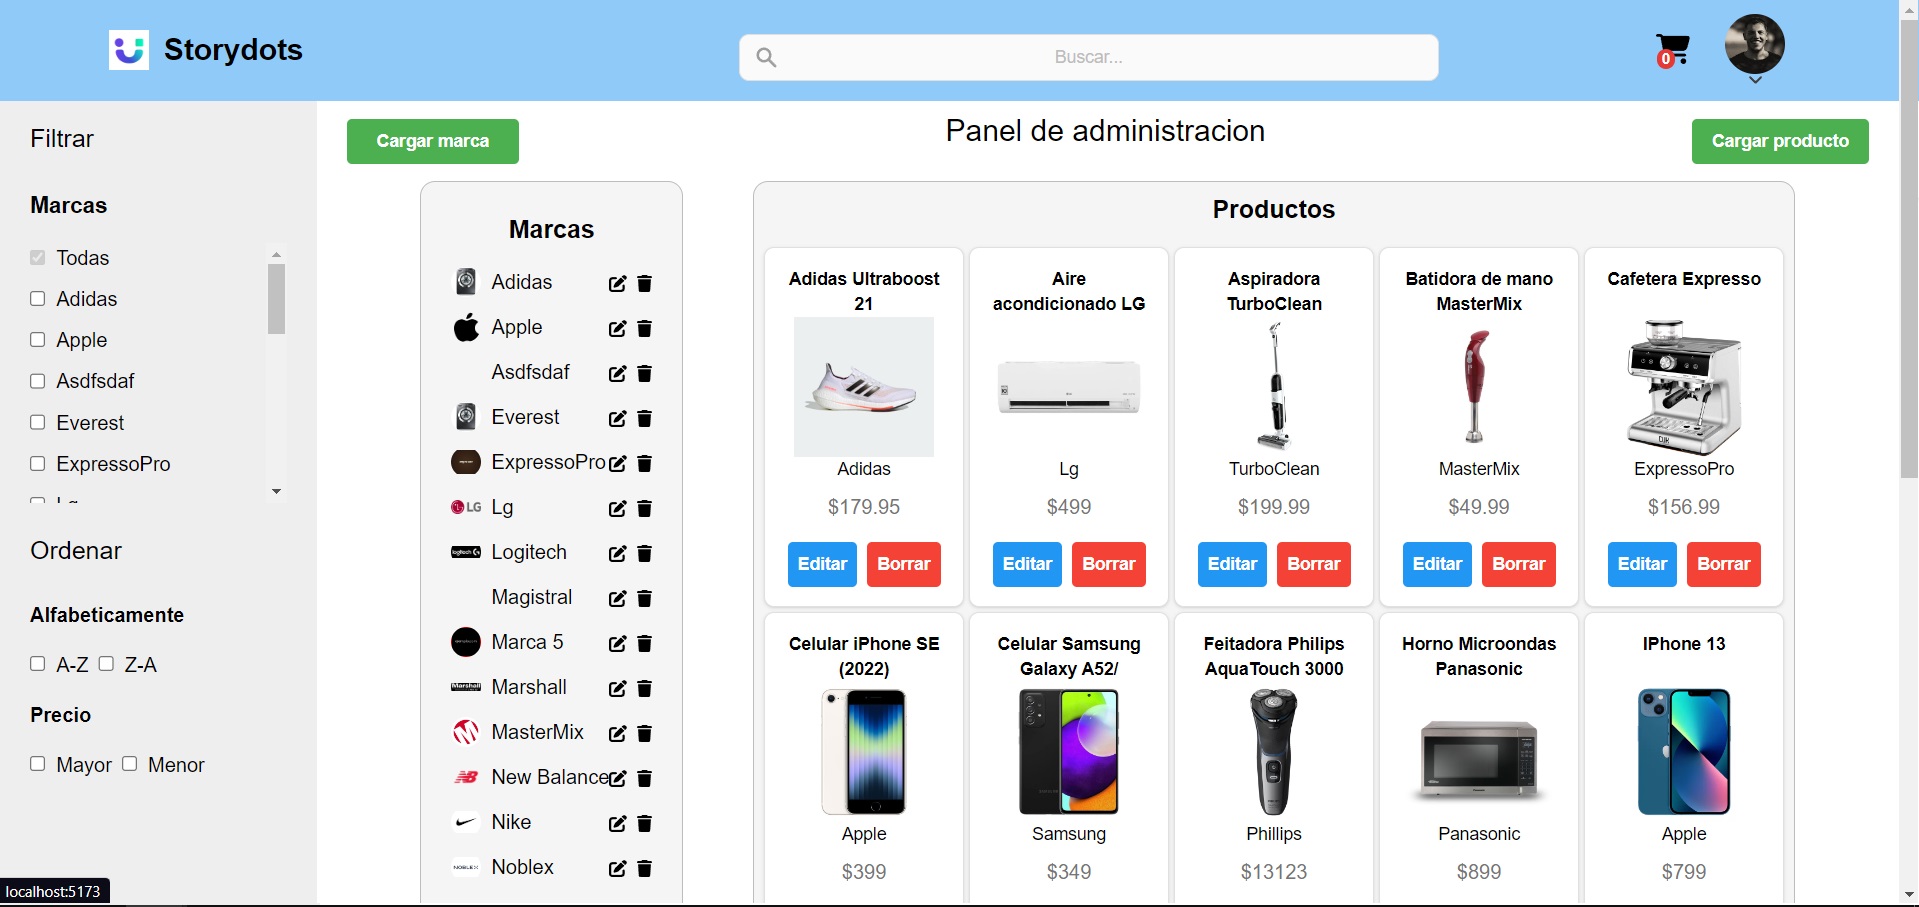 Storydots
Buscar...
0
Filtrar
Marcas
Todas
Adidas
Apple
Asdfsdaf
Everest
ExpressoPro
Lg
Ordenar
Alfabeticamente
A-Z Z-A
Precio
Mayor Menor
Cargar marca
Panel de administracion
Cargar producto
Marcas
Adidas
Apple
Asdfsdaf
Everest
ExpressoPro
LG Lg
logitech Logitech
Magistral
Marca 5
Marshall Marshall
MasterMix
New Balance
Nike
NOBLEX Noblex
Productos
Adidas Ultraboost
21
Adidas
$179.95
Editar Borrar
Aire
acondicionado LG
Lg
$499
Editar Borrar
Aspiradora
TurboClean
TurboClean
$199.99
Editar Borrar
Batidora de mano
MasterMix
MasterMix
$49.99
Editar Borrar
Cafetera Expresso
ExpressoPro
$156.99
Editar Borrar
Celular iPhone SE
(2022)
Apple
$399
Celular Samsung
Galaxy A52/
Samsung
$349
Feitadora Philips
AquaTouch 3000
Phillips
$13123
Horno Microondas
Panasonic
Panasonic
$899
IPhone 13
Apple
$799
localhost:5173